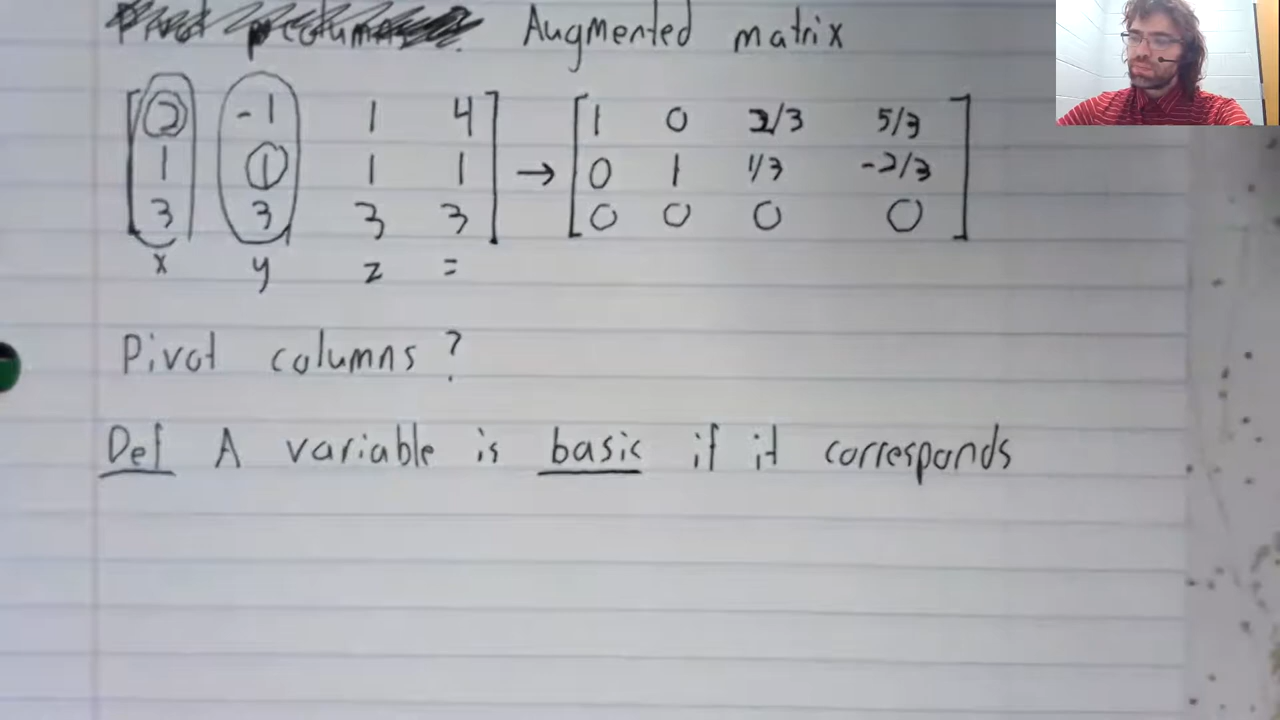 Pivot columns Augmented matrix
[ 2 -1 1 4 ] → [ 1 0 2/3 5/3 ]
1 1 1 1 0 1 1/3 -2/3
3 3 3 3 0 0 0 0
x y z =
Pivot columns ?
Def A variable is basic if it corresponds